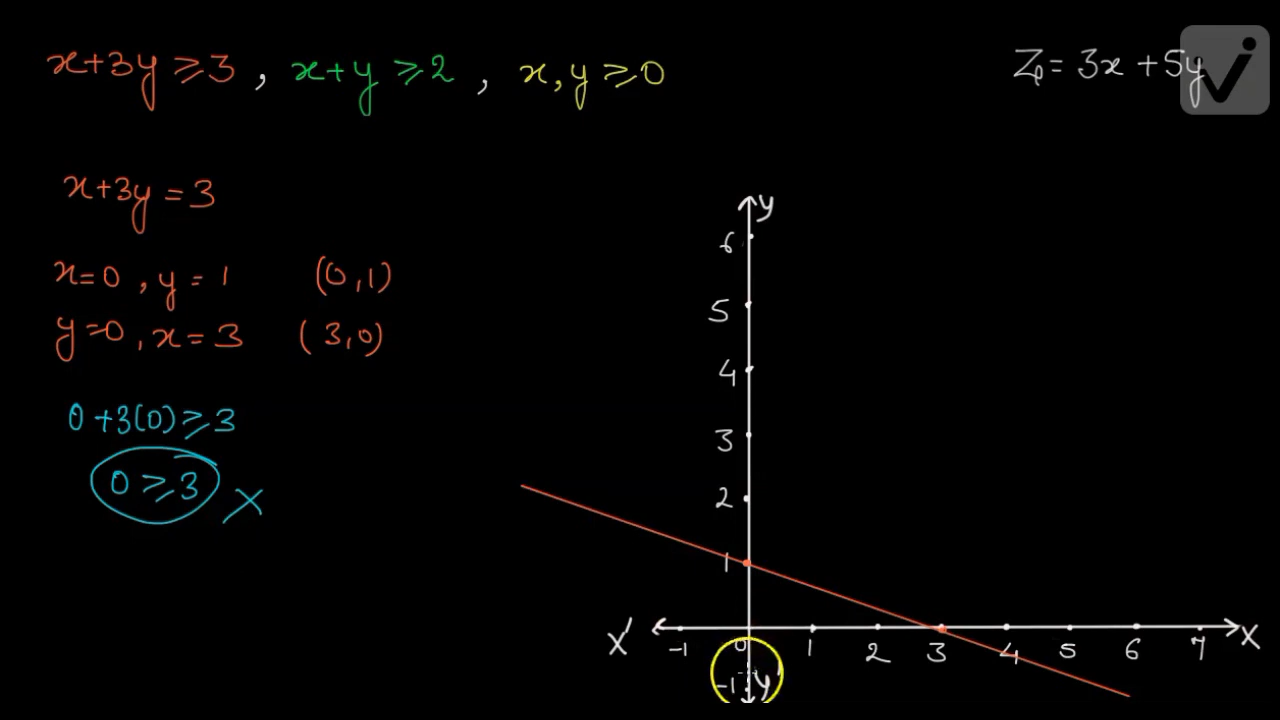 x+3y ≥ 3 , x+y ≥ 2 , x,y ≥ 0
Z = 3x + 5y
x+3y = 3
x=0 , y = 1 (0,1)
y=0 , x = 3 (3,0)
0+3(0) ≥ 3
0 ≥ 3 X
y
6
5
4
3
2
1
X' -1 0 1 2 3 4 5 6 7 X
-1 y'